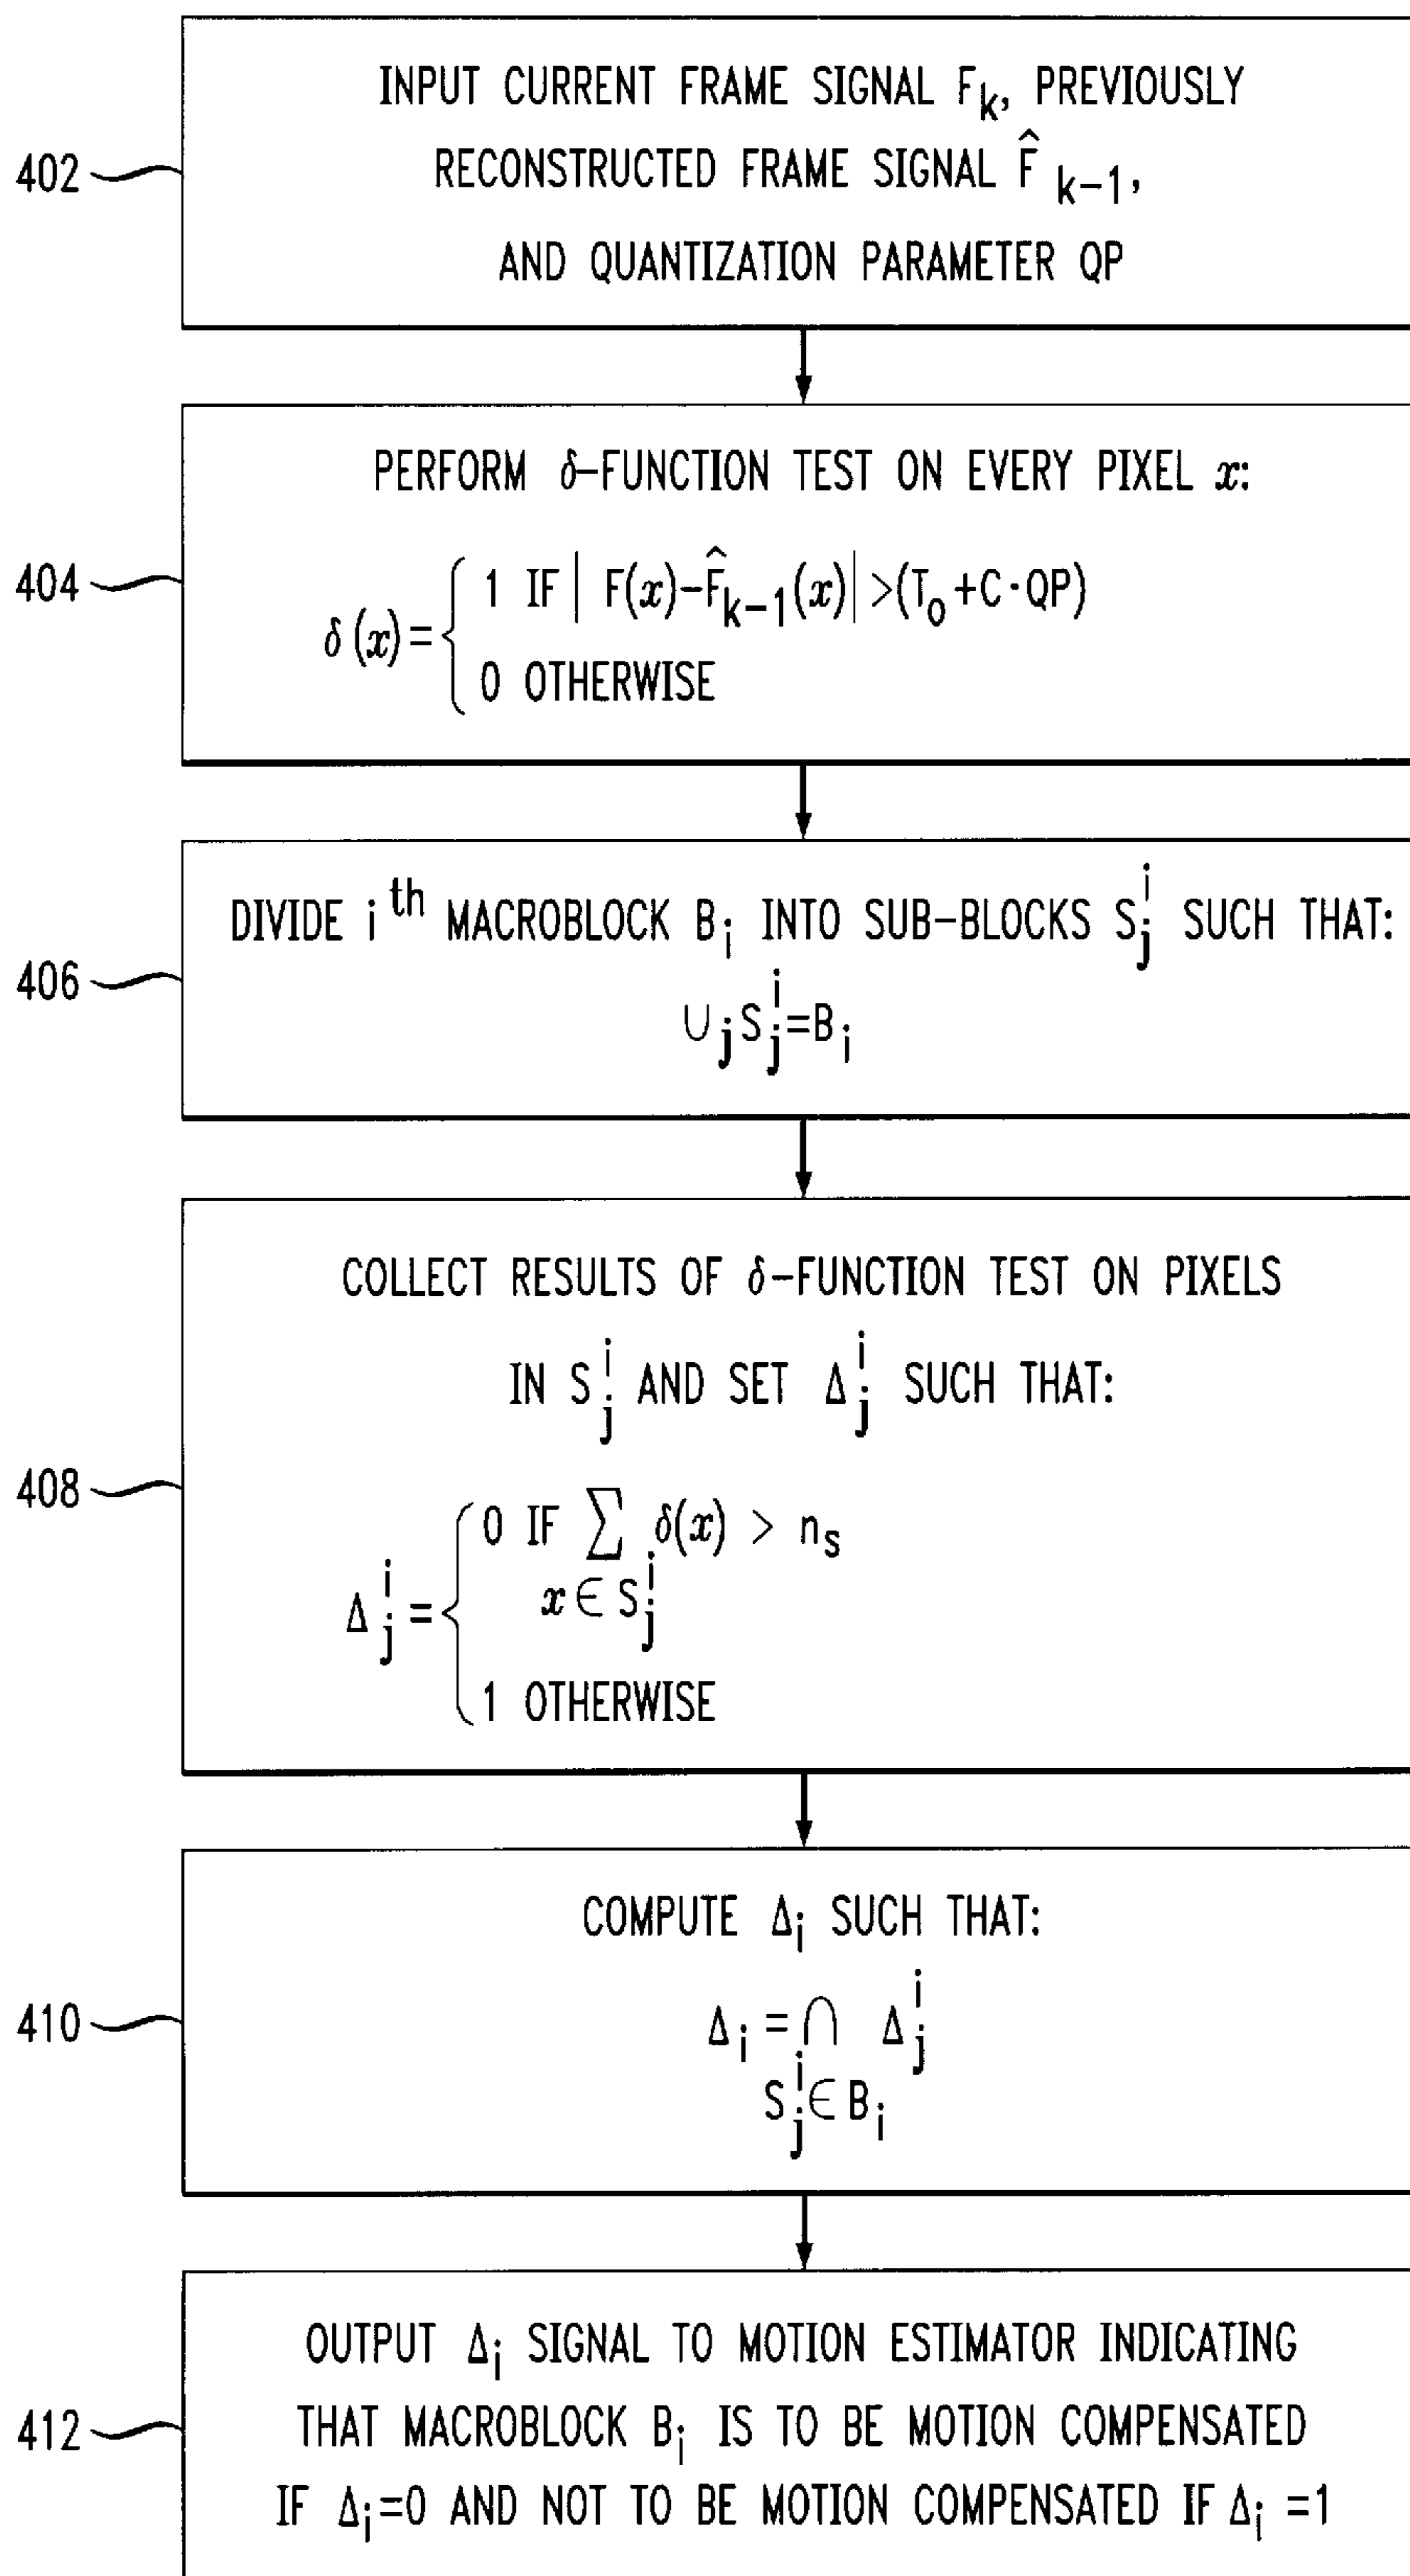 402
INPUT CURRENT FRAME SIGNAL Fₖ, PREVIOUSLY
RECONSTRUCTED FRAME SIGNAL F̂ ₖ₋₁,
AND QUANTIZATION PARAMETER QP
404
PERFORM δ-FUNCTION TEST ON EVERY PIXEL x:
δ(x)= { 1 IF | F(x)-F̂ₖ₋₁(x)| >(T₀+C·QP)
0 OTHERWISE
406
DIVIDE i^th MACROBLOCK B_i INTO SUB-BLOCKS S_j^i SUCH THAT:
∪_j S_j^i=B_i
408
COLLECT RESULTS OF δ-FUNCTION TEST ON PIXELS
IN S_j^i AND SET Δ_j^i SUCH THAT:
Δ_j^i= { 0 IF ∑ δ(x) > n_s
x∈S_j^i
1 OTHERWISE
410
COMPUTE Δ_i SUCH THAT:
Δ_i =∩ Δ_j^i
S_j^i∈B_i
412
OUTPUT Δ_i SIGNAL TO MOTION ESTIMATOR INDICATING
THAT MACROBLOCK B_i IS TO BE MOTION COMPENSATED
IF Δ_i=0 AND NOT TO BE MOTION COMPENSATED IF Δ_i =1